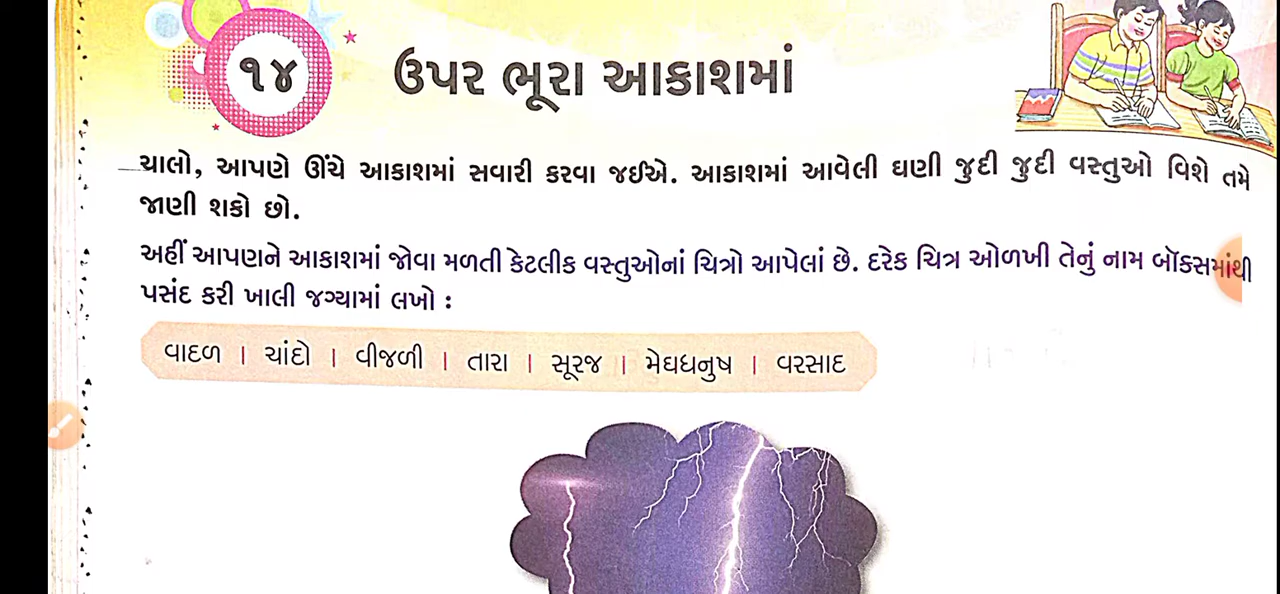 ૧૪
ઉપર ભૂરા આકાશમાં
ચાલો, આપણે ઊંચે આકાશમાં સવારી કરવા જઈએ. આકાશમાં આવેલી ઘણી જુદી જુદી વસ્તુઓ વિશે તમે
જાણી શકો છો.
અહીં આપણને આકાશમાં જોવા મળતી કેટલીક વસ્તુઓનાં ચિત્રો આપેલાં છે. દરેક ચિત્ર ઓળખી તેનું નામ બૉક્સમાંથી
પસંદ કરી ખાલી જગ્યામાં લખો :
વાદળ | ચાંદો | વીજળી | તારા | સૂરજ | મેઘધનુષ | વરસાદ